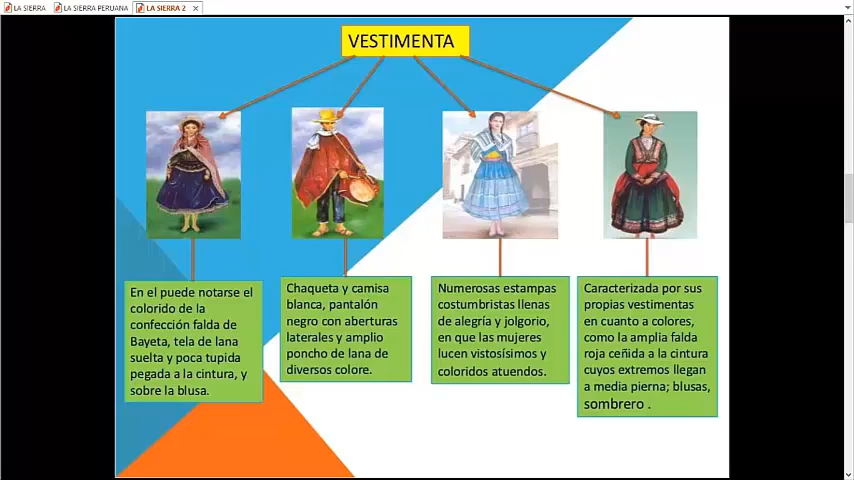 LA SIERRA
LA SIERRA PERUANA
LA SIERRA 2
VESTIMENTA
En el puede notarse el
colorido de la
confección falda de
Bayeta, tela de lana
suelta y poca tupida
pegada a la cintura, y
sobre la blusa.
Chaqueta y camisa
blanca, pantalón
negro con aberturas
laterales y amplio
poncho de lana de
diversos colore.
Numerosas estampas
costumbristas llenas
de alegría y jolgorio,
en que las mujeres
lucen vistosísimos y
coloridos atuendos.
Caracterizada por sus
propias vestimentas
en cuanto a colores,
como la amplia falda
roja ceñida a la cintura
cuyos extremos llegan
a media pierna; blusas,
sombrero .